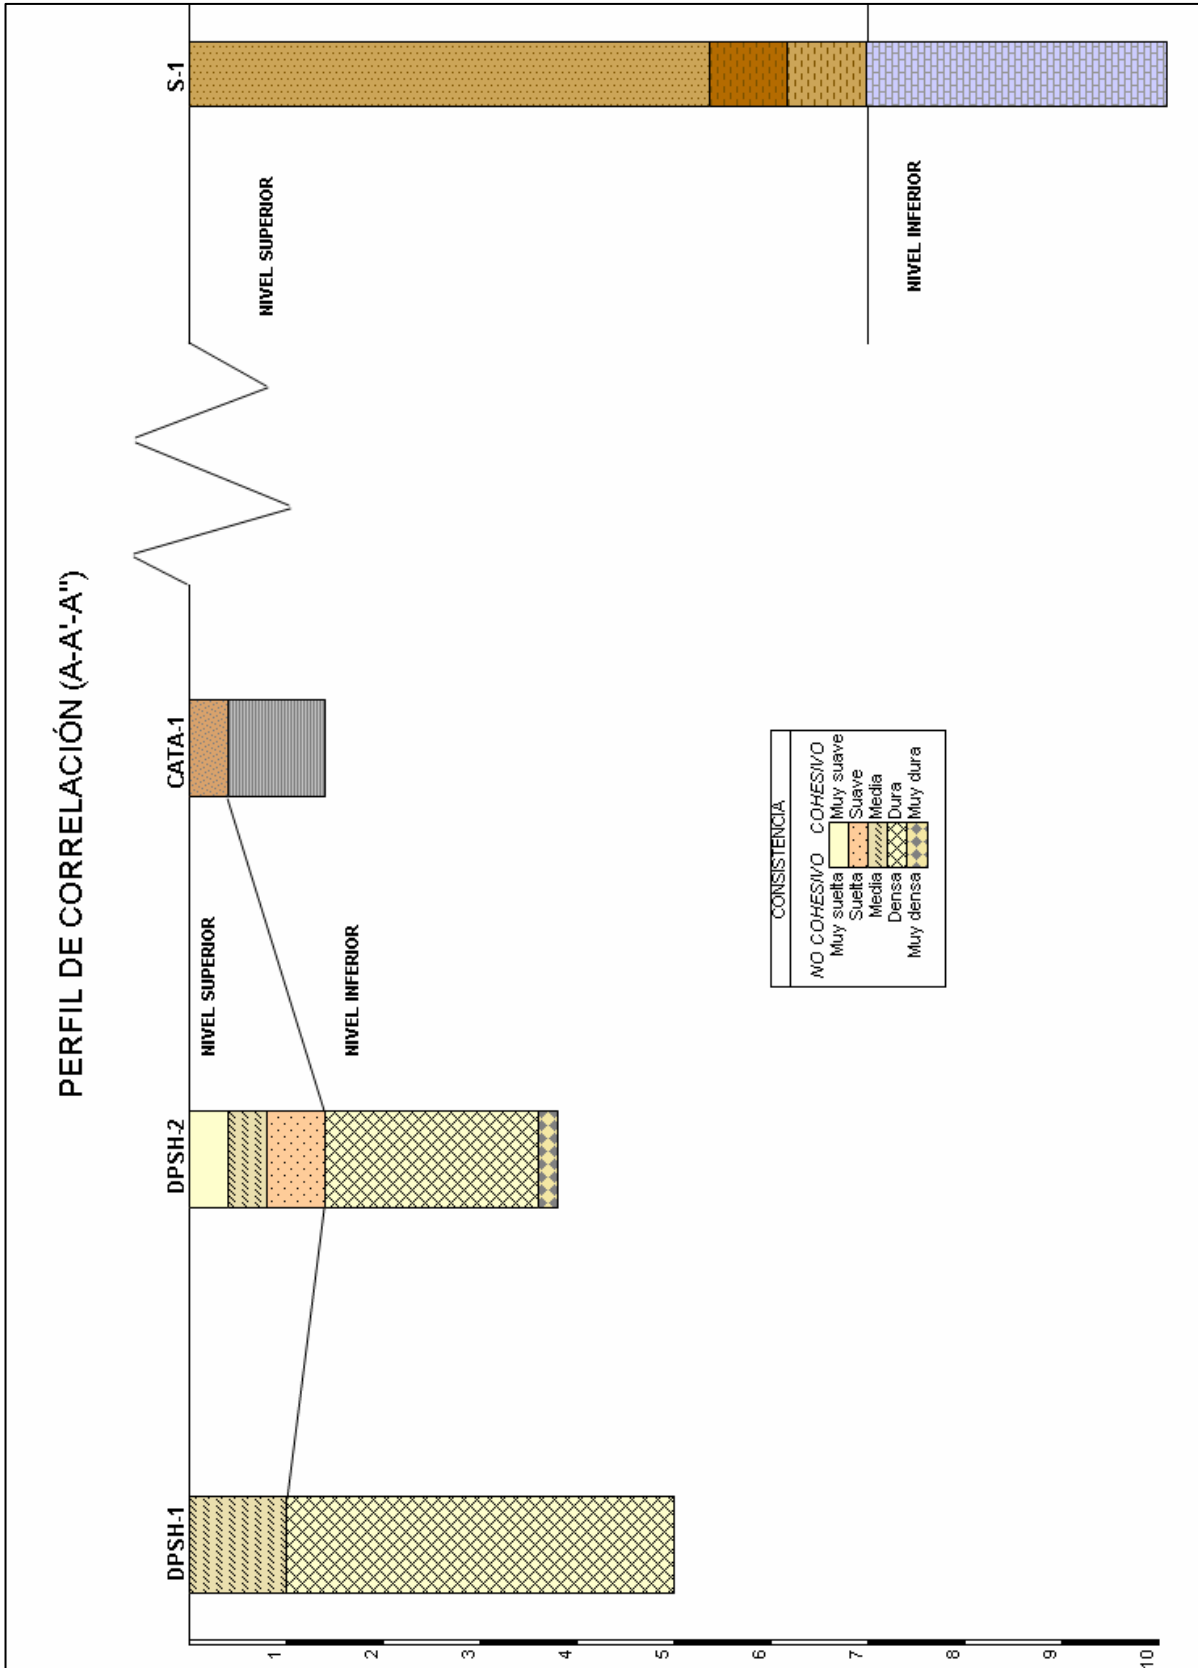 PERFIL DE CORRELACIÓN (A-A'-A")
DPSH-1
DPSH-2
CATA-1
S-1
NIVEL SUPERIOR
NIVEL INFERIOR
NIVEL SUPERIOR
NIVEL INFERIOR
1
2
3
4
5
6
7
8
9
10
CONSISTENCIA
NO COHESIVO COHESIVO
Muy suelta Muy suave
Suelta Suave
Media Media
Densa Dura
Muy densa Muy dura